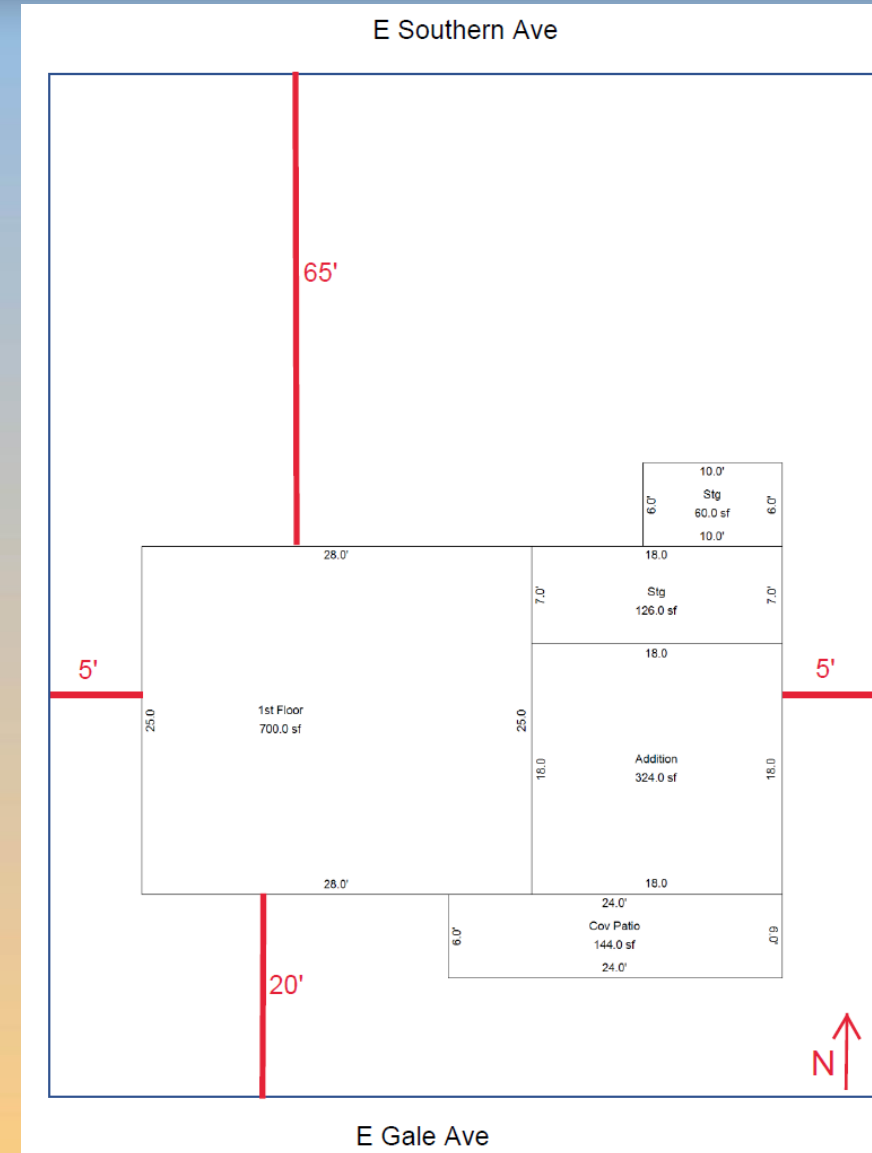 E Southern Ave
65'
10.0'
Stg
6.0'
60.0 sf
6.0'
10.0'
28.0'
18.0
7.0'
Stg
126.0 sf
7.0'
18.0
5'
5'
25.0
1st Floor
700.0 sf
25.0
18.0
Addition
324.0 sf
18.0
28.0'
18.0
24.0'
6.0'
Cov Patio
144.0 sf
6.0'
24.0'
20'
N
E Gale Ave